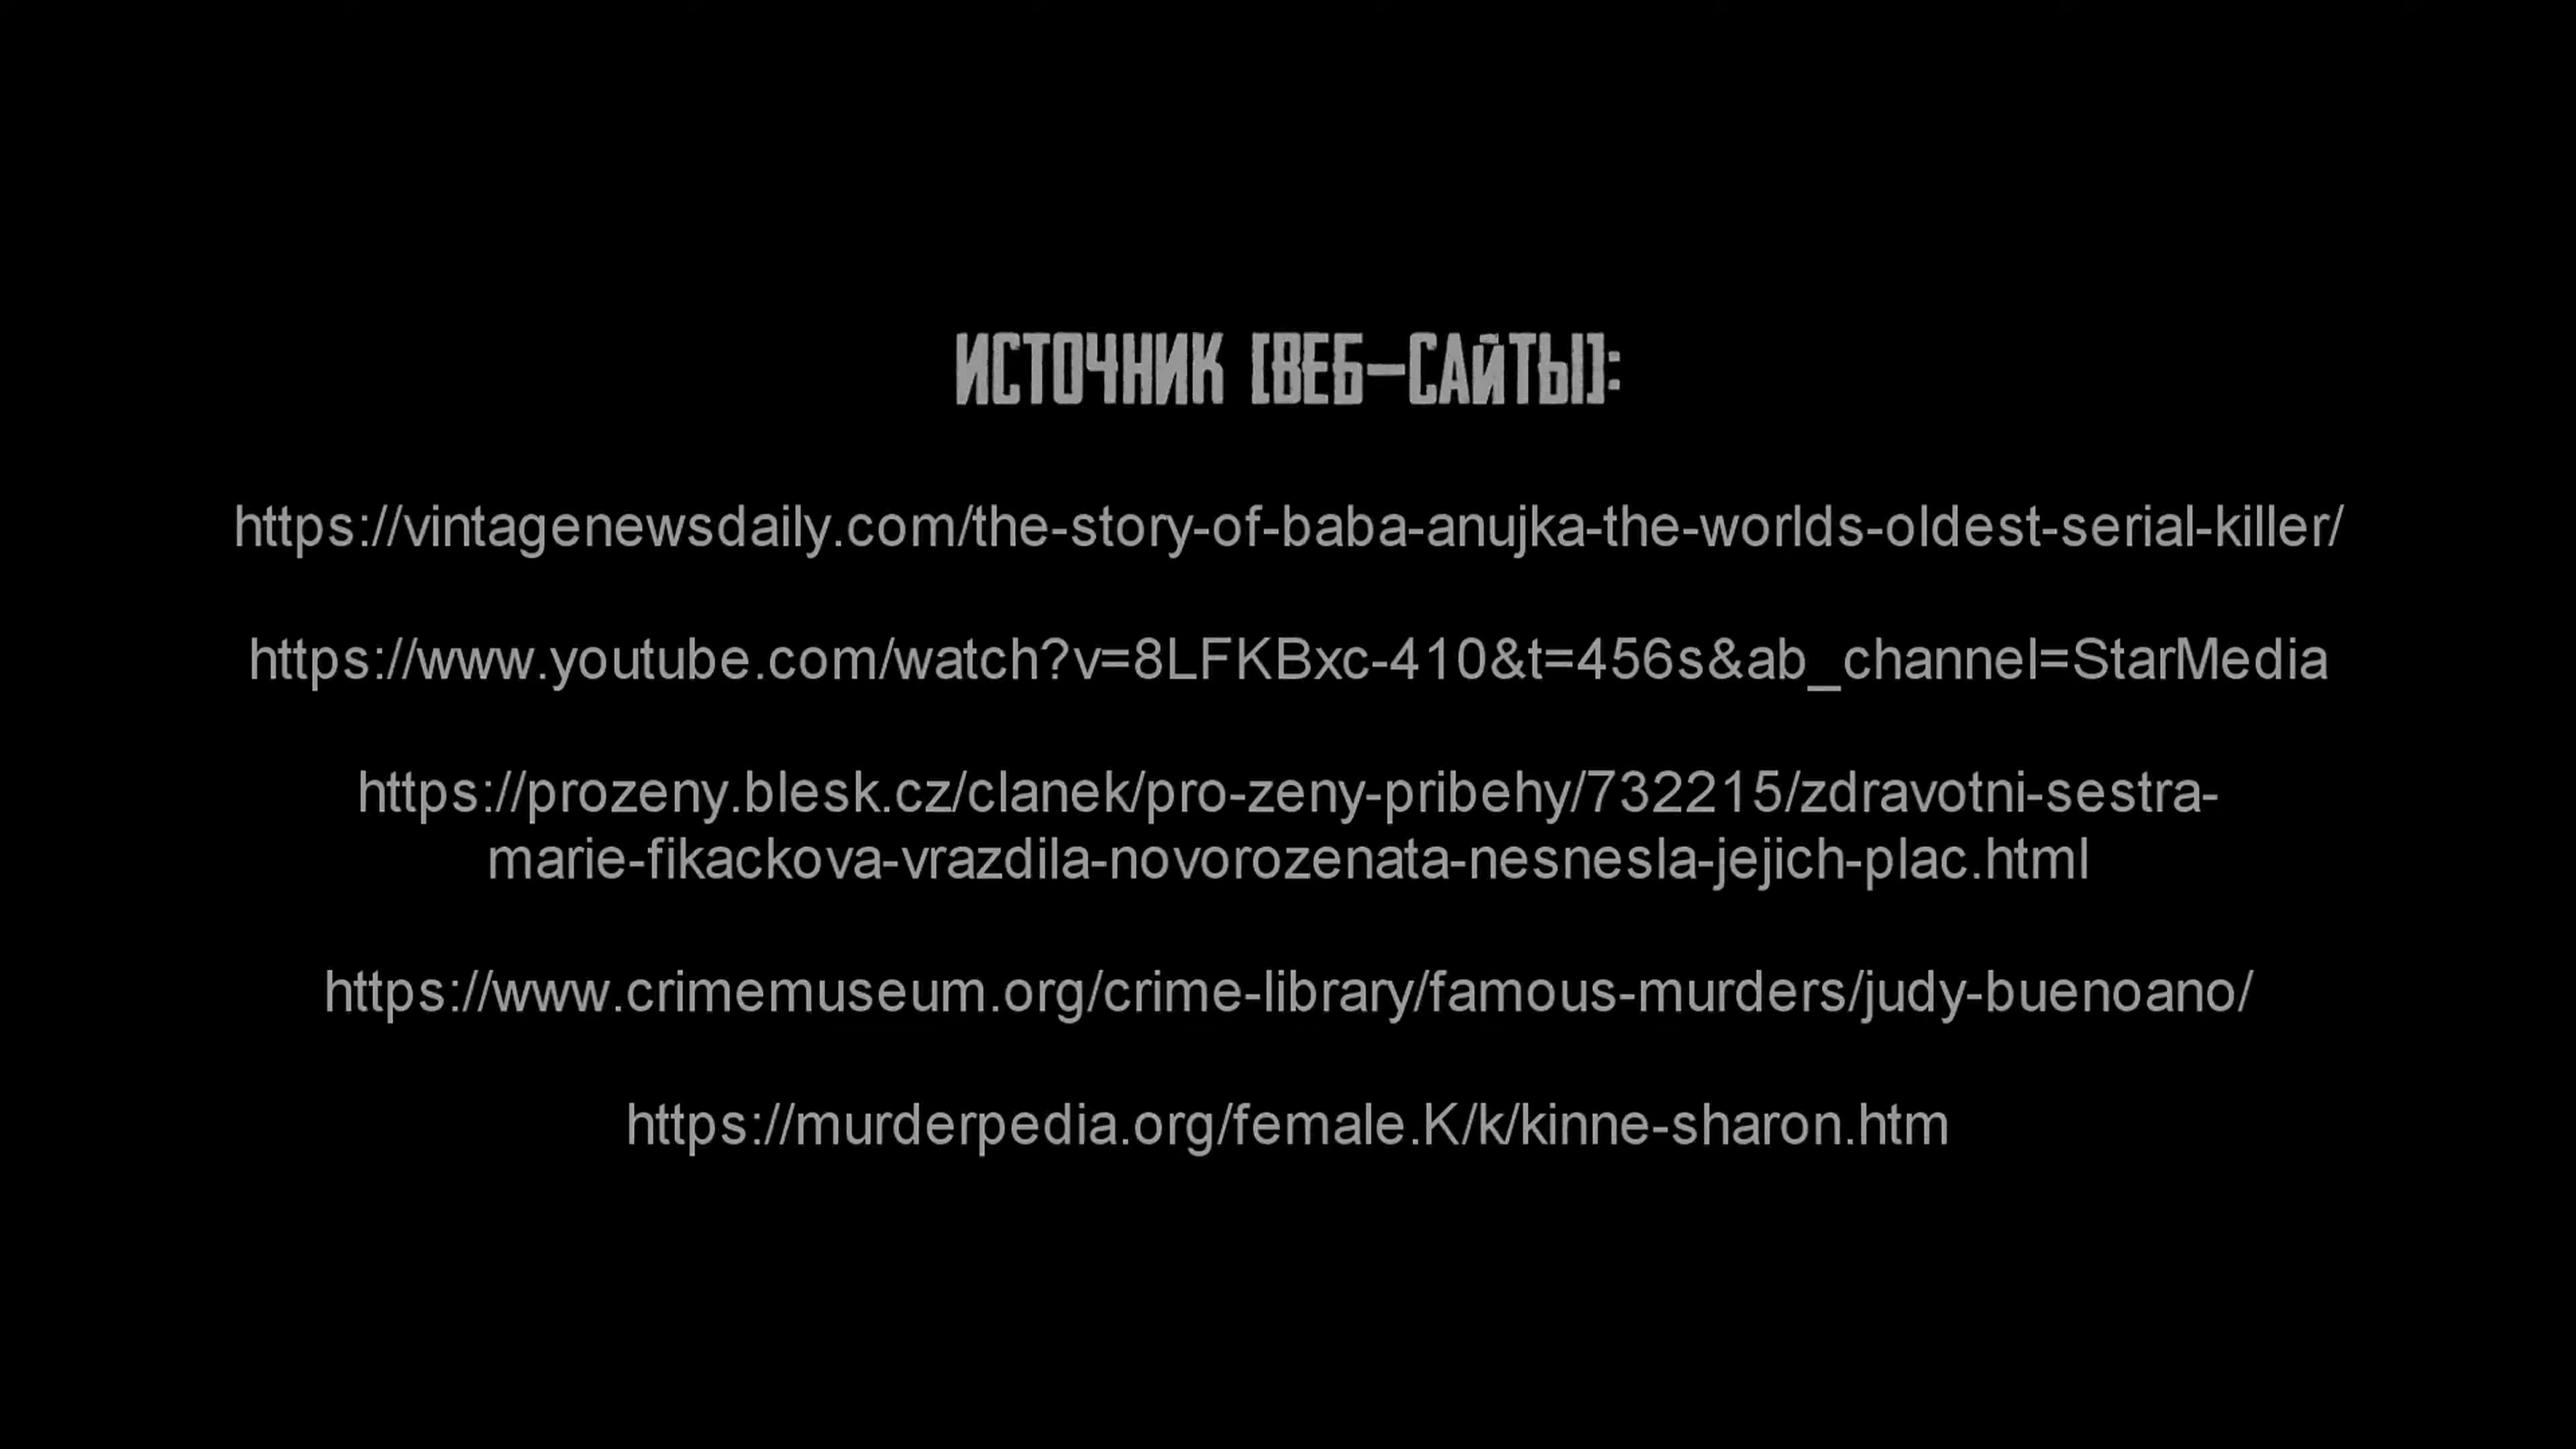 ИСТОЧНИК [ВЕБ-САЙТЫ]:
https://vintagenewsdaily.com/the-story-of-baba-anujka-the-worlds-oldest-serial-killer/
https://www.youtube.com/watch?v=8LFKBxc-410&t=456s&ab_channel=StarMedia
https://prozeny.blesk.cz/clanek/pro-zeny-pribehy/732215/zdravotni-sestra-
marie-fikackova-vrazdila-novorozenata-nesnesla-jejich-plac.html
https://www.crimemuseum.org/crime-library/famous-murders/judy-buenoano/
https://murderpedia.org/female.K/k/kinne-sharon.htm